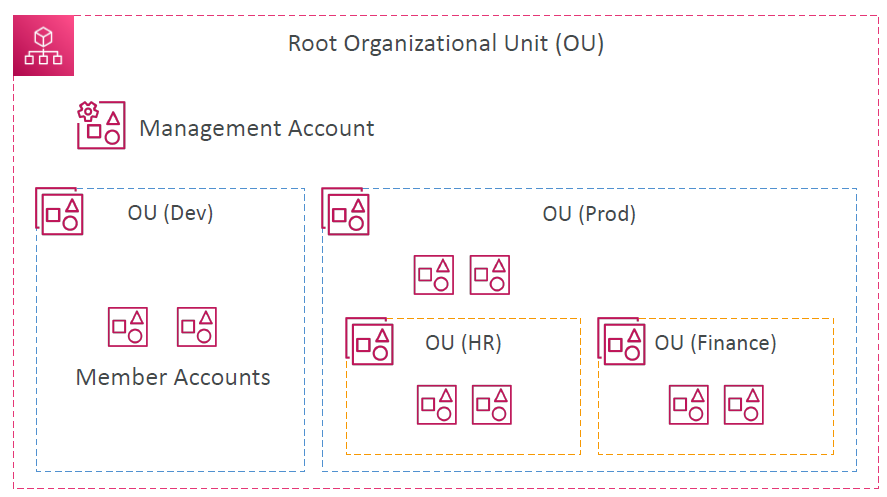 Root Organizational Unit (OU)
Management Account
OU (Dev)
OU (Prod)
Member Accounts
OU (HR)
OU (Finance)